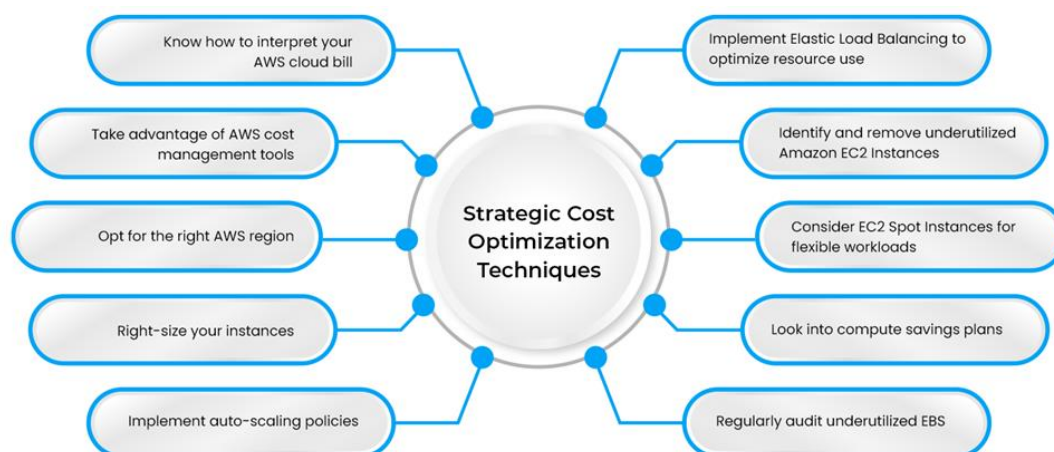 Know how to interpret your
AWS cloud bill
Take advantage of AWS cost
management tools
Opt for the right AWS region
Right-size your instances
Implement auto-scaling policies
Strategic Cost
Optimization
Techniques
Implement Elastic Load Balancing to
optimize resource use
Identify and remove underutilized
Amazon EC2 Instances
Consider EC2 Spot Instances for
flexible workloads
Look into compute savings plans
Regularly audit underutilized EBS